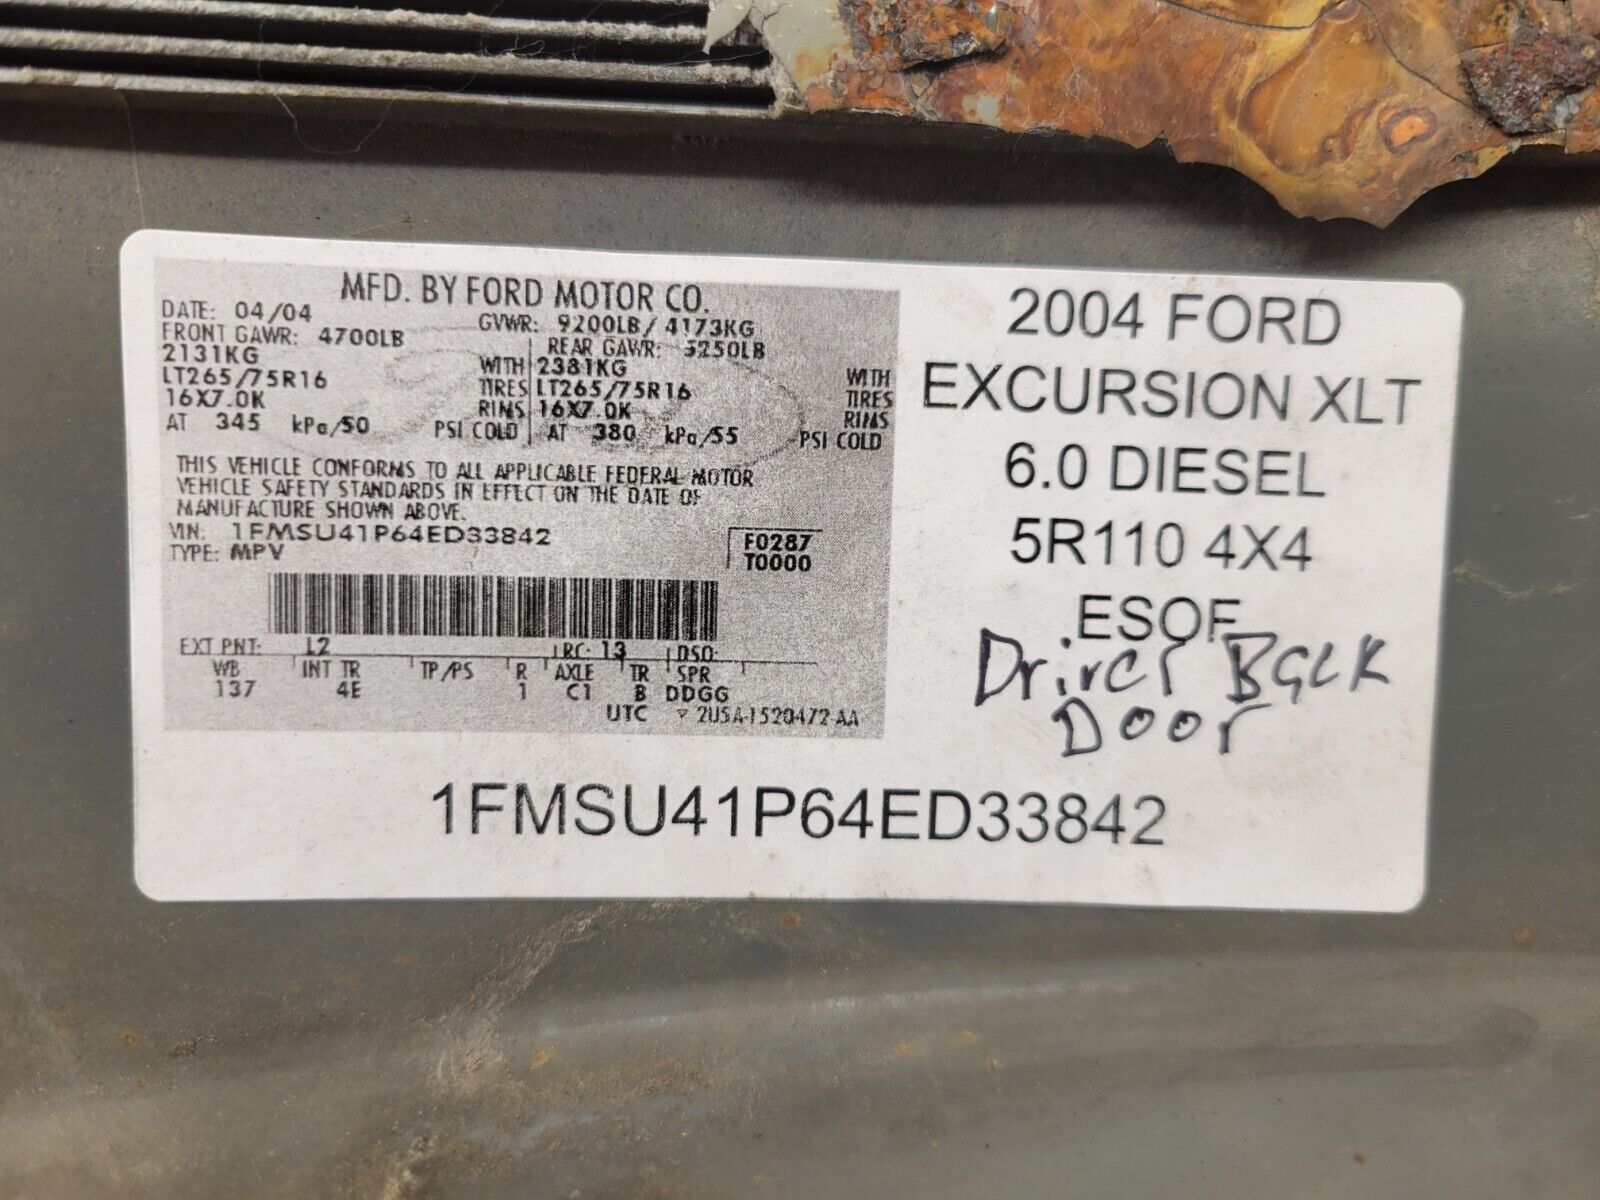 MFD. BY FORD MOTOR CO.
DATE: 04/04
GVWR: 9200LB/ 4173KG
FRONT GAWR: 4700LB
REAR GAWR: 5250LB
2131KG WITH 2381KG WITH
LT265/75R16 TIRES LT265/75R16 TIRES
16X7.0K RIMS 16X7.0K RIMS
AT 345 kPa/50 PSI COLD AT 380 kPa/55 PSI COLD
THIS VEHICLE CONFORMS TO ALL APPLICABLE FEDERAL MOTOR
VEHICLE SAFETY STANDARDS IN EFFECT ON THE DATE OF
MANUFACTURE SHOWN ABOVE.
VIN: 1FMSU41P64ED33842
TYPE: MPV
F0287
T0000
EXT PNT: L2 RC: 13 DSO:
WB INT TR TP/PS R AXLE TR SPR
137 4E 1 C1 B DDGG
UTC ▿ 2U5A-1520472-AA
2004 FORD
EXCURSION XLT
6.0 DIESEL
5R110 4X4
ESOF
Driver Back
Door
1FMSU41P64ED33842